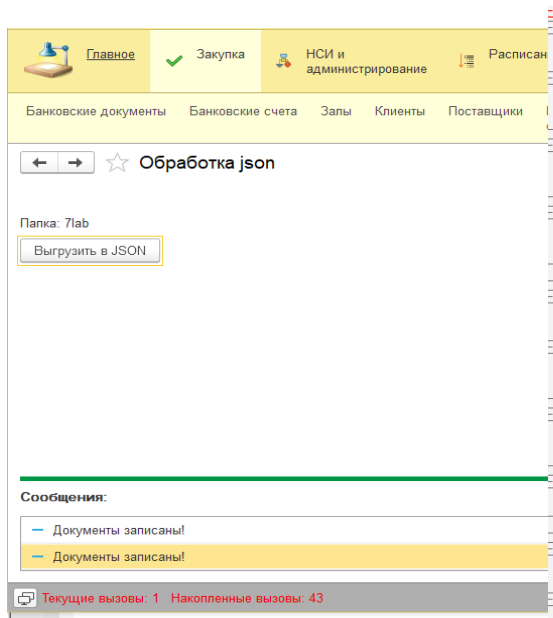 Главное Закупка НСИ и администрирование Расписан
Банковские документы Банковские счета Залы Клиенты Поставщики
Обработка json
Папка: 7lab
Выгрузить в JSON
Сообщения:
Документы записаны!
Документы записаны!
Текущие вызовы: 1 Накопленные вызовы: 43